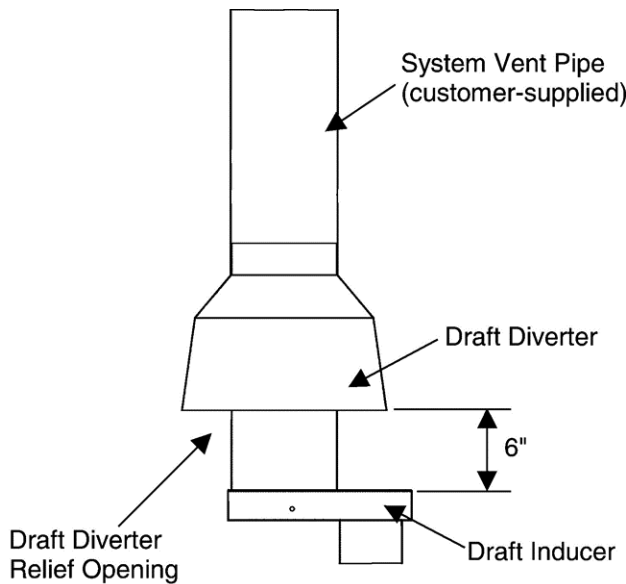 System Vent Pipe
(customer-supplied)
Draft Diverter
6"
Draft Diverter
Relief Opening
Draft Inducer